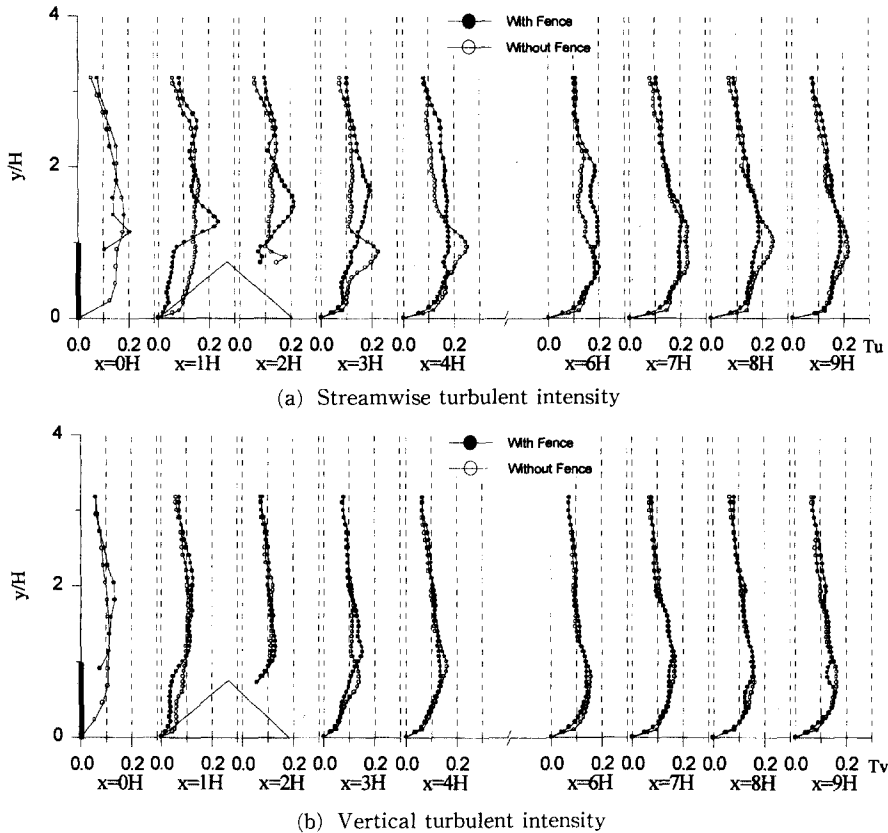 4
With Fence
Without Fence
y/H
2
0
0.0 0.2 0.0 0.2 0.0 0.2 0.0 0.2 0.0 0.2 0.0 0.2 0.0 0.2 0.0 0.2 0.0 0.2 Tu
x=0H x=1H x=2H x=3H x=4H x=6H x=7H x=8H x=9H
(a) Streamwise turbulent intensity
4
With Fence
Without Fence
y/H
2
0
0.0 0.2 0.0 0.2 0.0 0.2 0.0 0.2 0.0 0.2 0.0 0.2 0.0 0.2 0.0 0.2 0.0 0.2 Tv
x=0H x=1H x=2H x=3H x=4H x=6H x=7H x=8H x=9H
(b) Vertical turbulent intensity